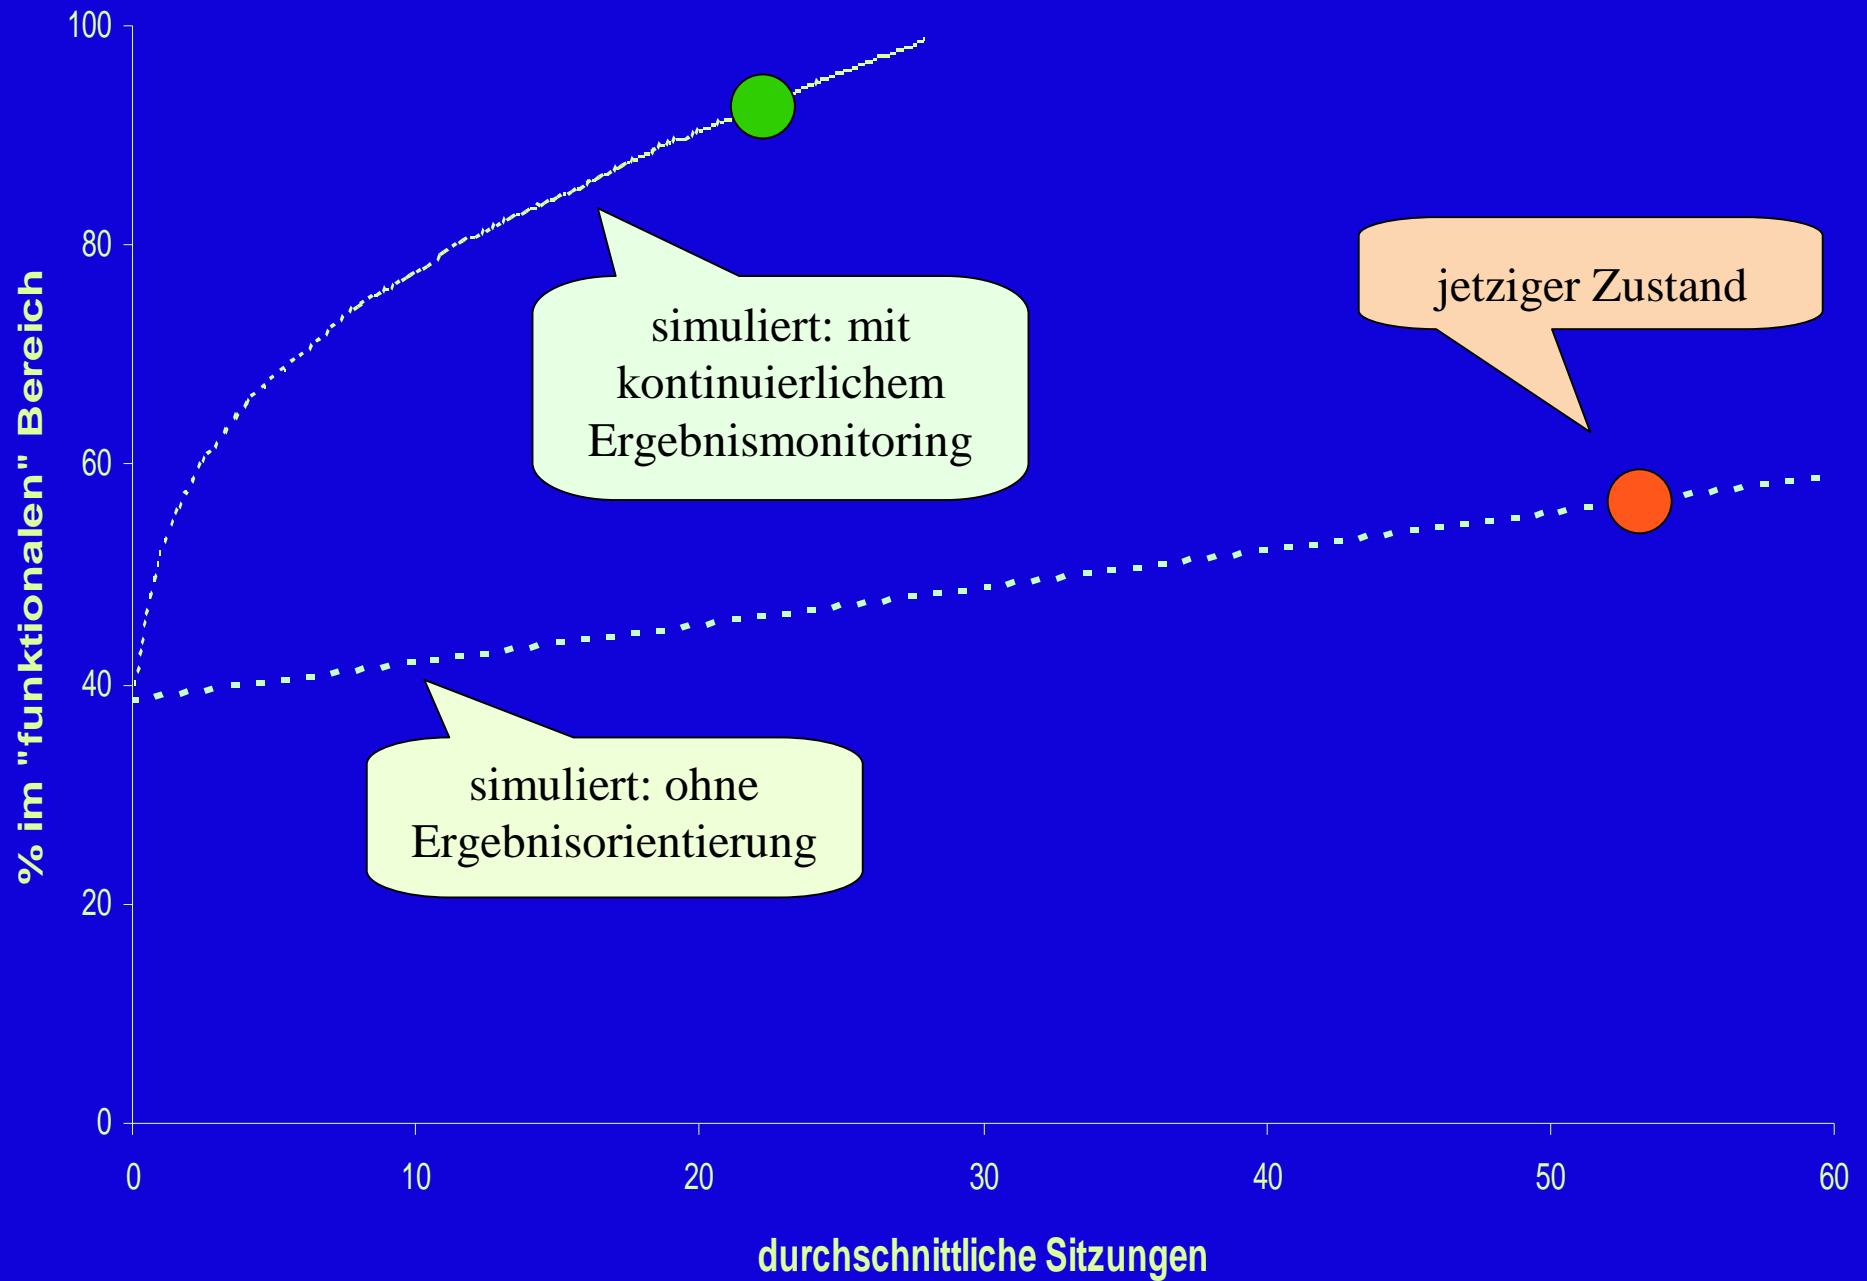 100
80
60
40
20
0
% im "funktionalen" Bereich
simuliert: mit
kontinuierlichem
Ergebnismonitoring
jetziger Zustand
simuliert: ohne
Ergebnisorientierung
0 10 20 30 40 50 60
durchschnittliche Sitzungen